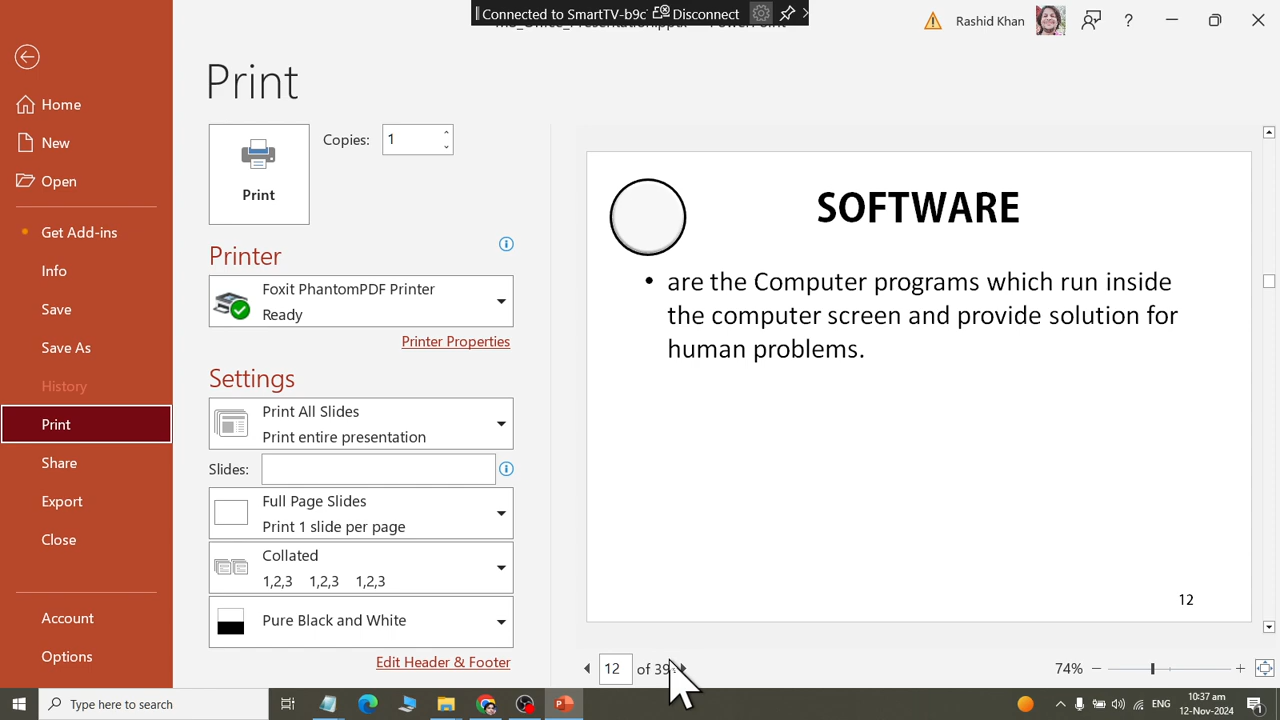 Connected to SmartTV-b9c Disconnect
Rashid Khan
?
Print
Home
New
Open
Get Add-ins
Info
Save
Save As
History
Print
Share
Export
Close
Account
Options
Print
Copies: 1
Printer
Foxit PhantomPDF Printer
Ready
Printer Properties
Settings
Print All Slides
Print entire presentation
Slides:
Full Page Slides
Print 1 slide per page
Collated
1,2,3 1,2,3 1,2,3
Pure Black and White
Edit Header & Footer
SOFTWARE
• are the Computer programs which run inside
the computer screen and provide solution for
human problems.
12
12 of 39
74%
Type here to search
ENG
10:37 am
12-Nov-2024
1